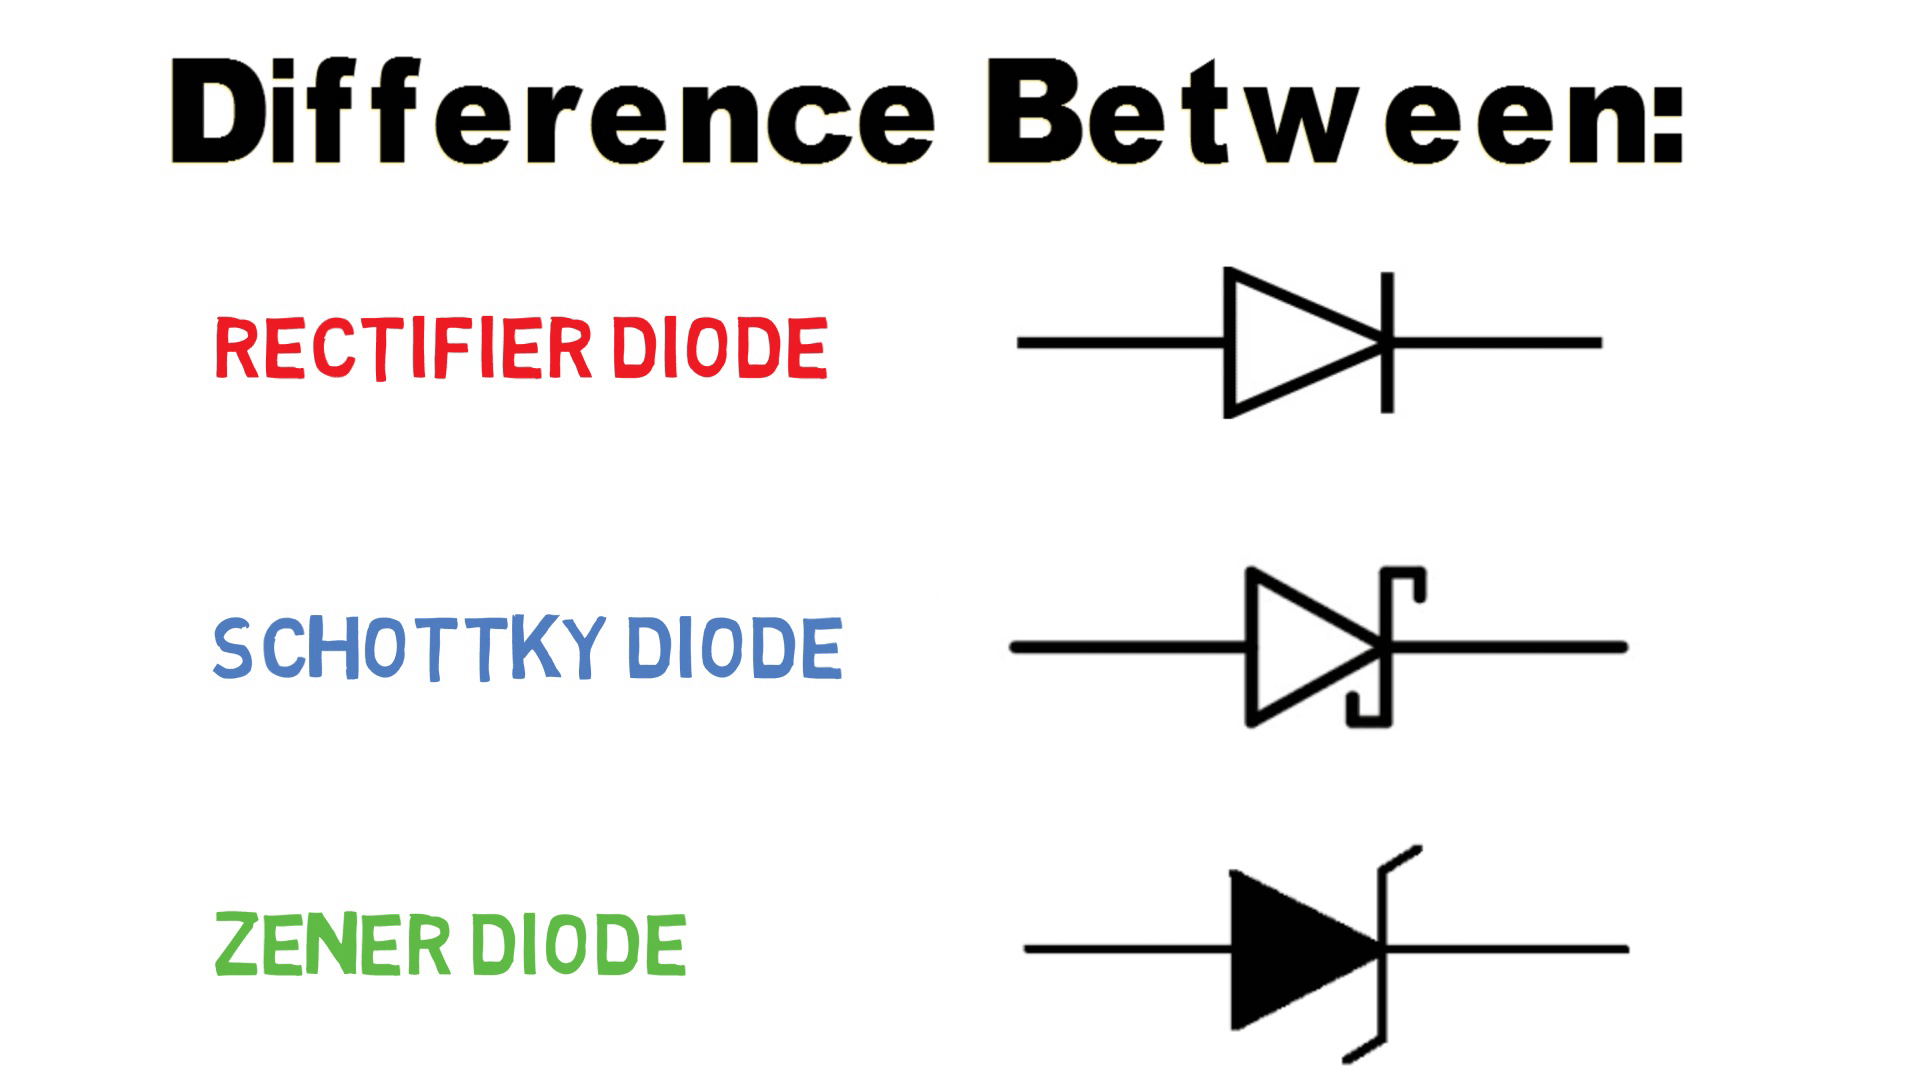 Difference Between:
RECTIFIER DIODE
SCHOTTKY DIODE
ZENER DIODE